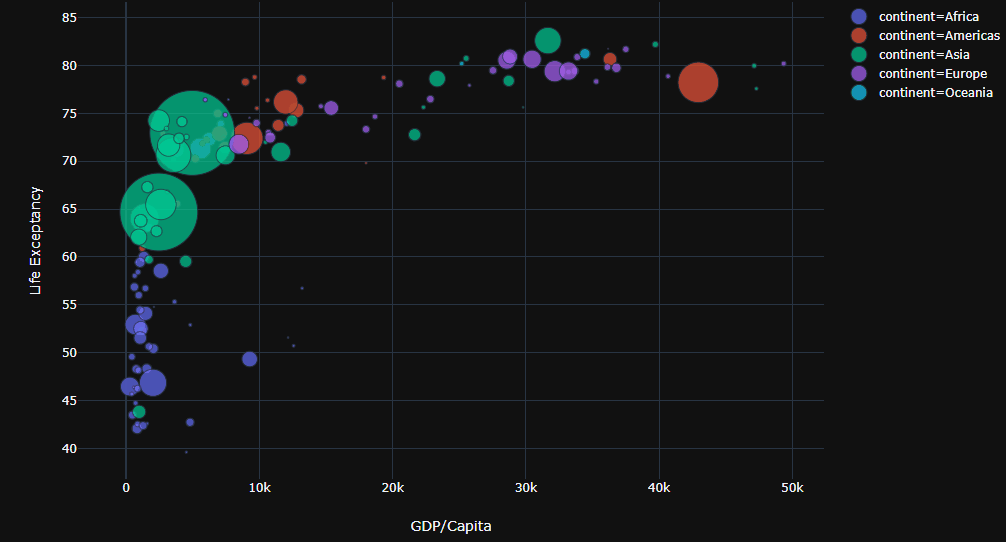 85
80
75
70
65
60
55
50
45
40
Life Exceptancy
0
10k
20k
30k
40k
50k
GDP/Capita
continent=Africa
continent=Americas
continent=Asia
continent=Europe
continent=Oceania